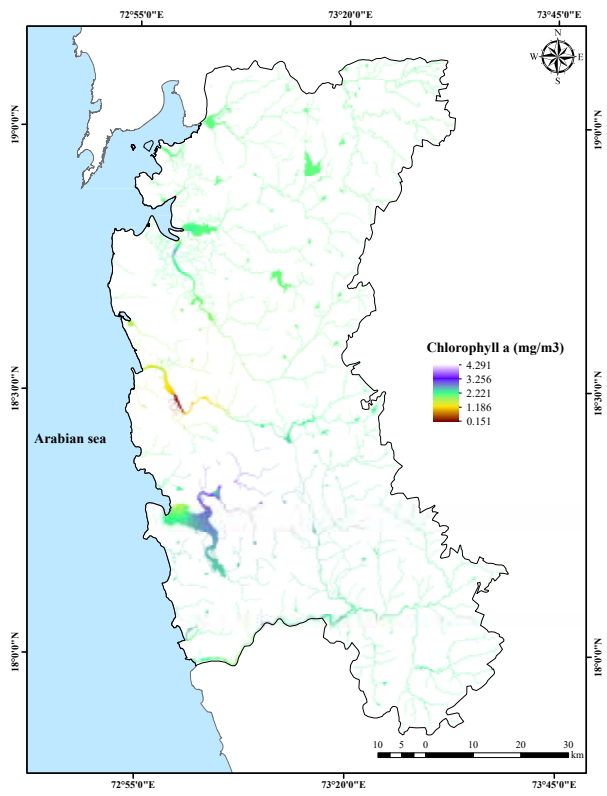 72°55'0"E 73°20'0"E 73°45'0"E
N
W E
S
19°0'0"N 19°0'0"N
Chlorophyll a (mg/m3)
4.291
3.256
2.221
1.186
0.151
18°30'0"N 18°30'0"N
Arabian sea
18°0'0"N 18°0'0"N
10 5 0 10 20 30
km
72°55'0"E 73°20'0"E 73°45'0"E